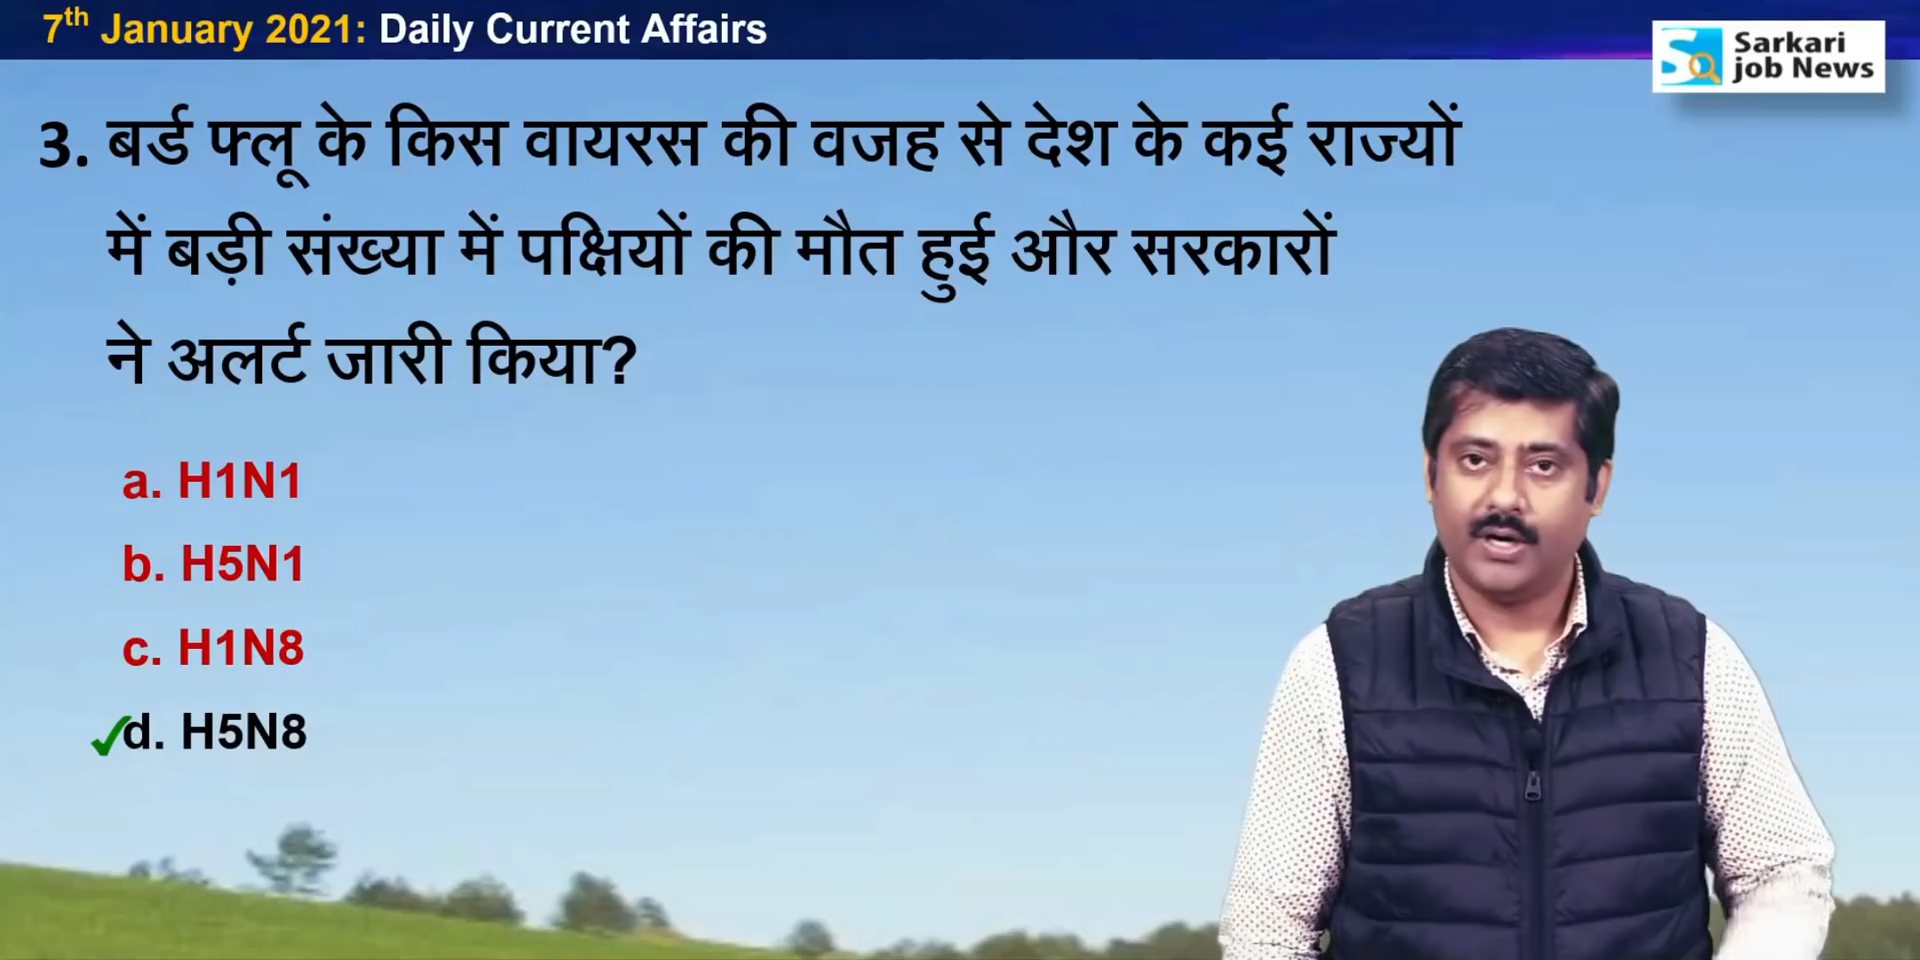 7th January 2021: Daily Current Affairs
Sarkari
job News
3. बर्ड फ्लू के किस वायरस की वजह से देश के कई राज्यों
में बड़ी संख्या में पक्षियों की मौत हुई और सरकारों
ने अलर्ट जारी किया?
a. H1N1
b. H5N1
c. H1N8
d. H5N8